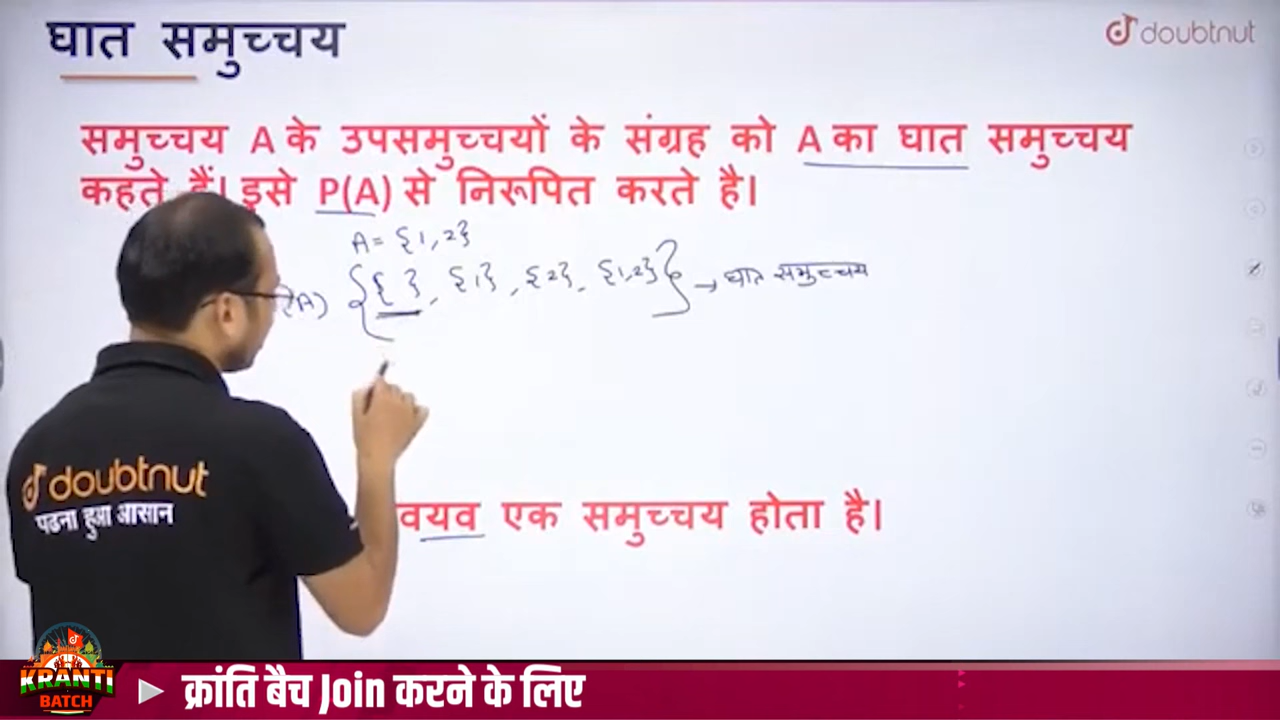 घात समुच्चय
doubtnut
समुच्चय A के उपसमुच्चयों के संग्रह को A का घात समुच्चय
कहते हैं। इसे P(A) से निरूपित करते है।
A = {1,2}
{{ }, {1}, {2}, {1,2}} → घात समुच्चय
doubtnut
पढना हुआ आसान
वयव एक समुच्चय होता है।
KRANTI
BATCH
क्रांति बैच Join करने के लिए